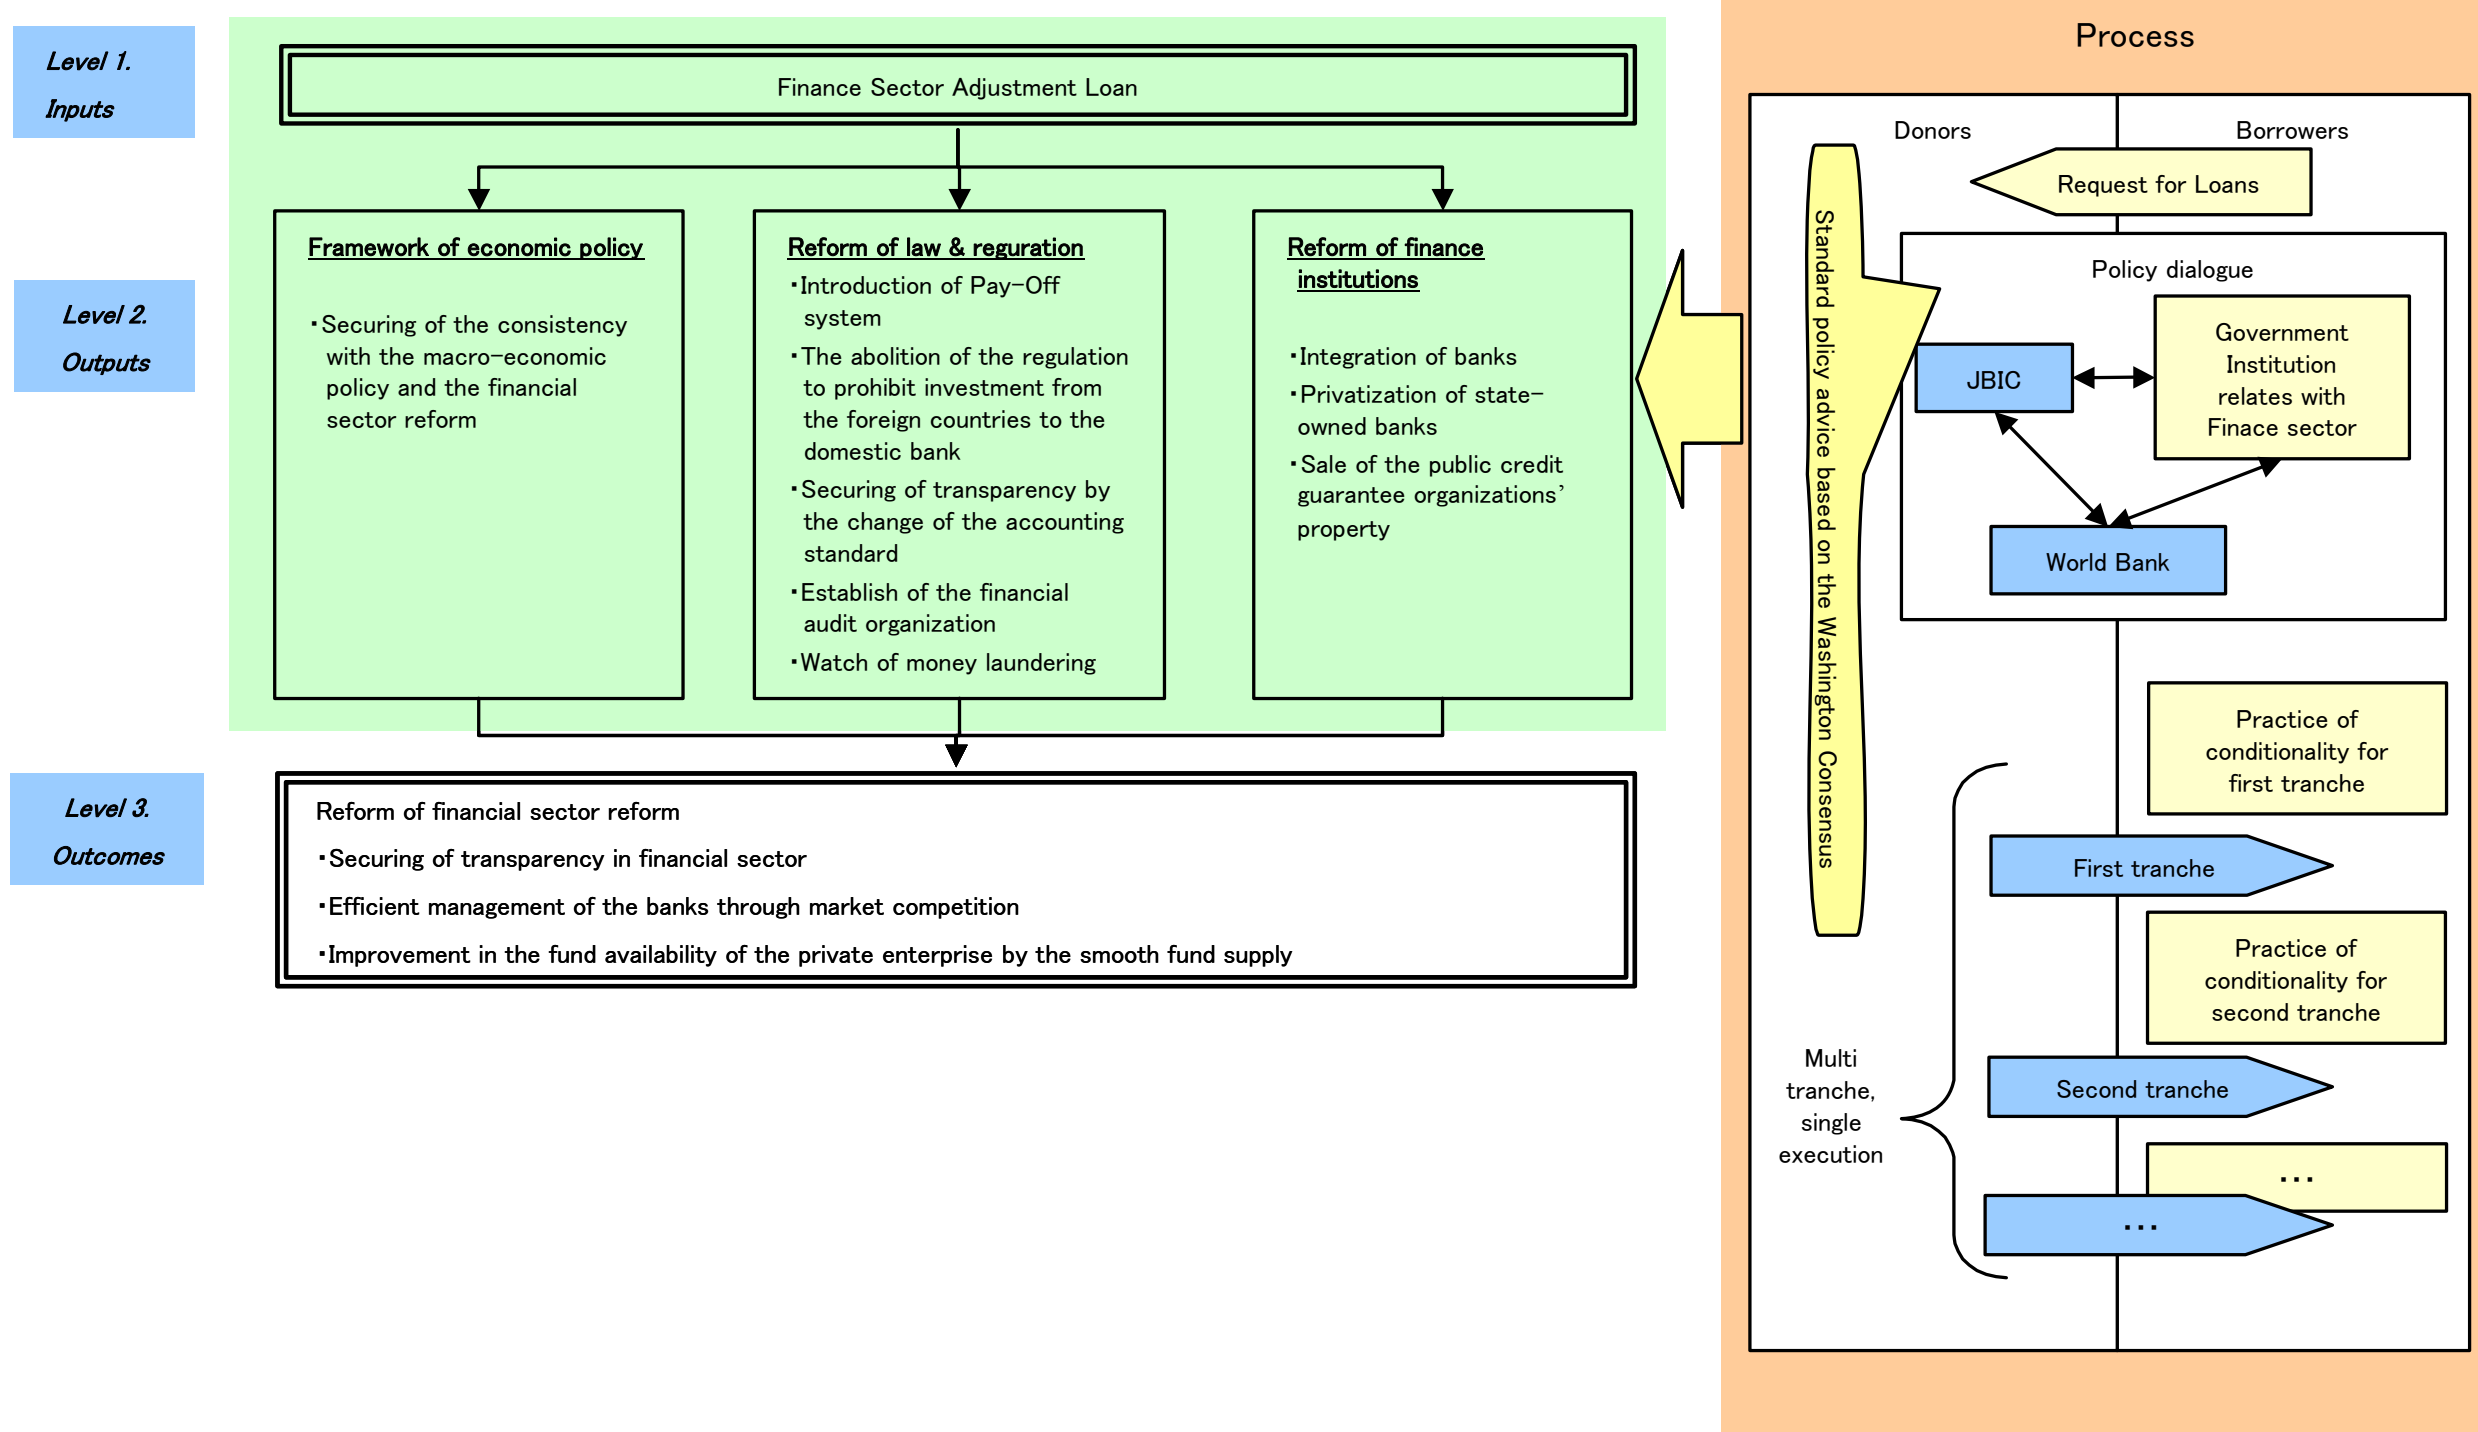 Level 1.
Inputs
Finance Sector Adjustment Loan
Framework of economic policy
・Securing of the consistency
with the macro-economic
policy and the financial
sector reform
Reform of law & reguration
・Introduction of Pay-Off
system
・The abolition of the regulation
to prohibit investment from
the foreign countries to the
domestic bank
・Securing of transparency by
the change of the accounting
standard
・Establish of the financial
audit organization
・Watch of money laundering
Reform of finance
institutions
・Integration of banks
・Privatization of state-
owned banks
・Sale of the public credit
guarantee organizations’
property
Level 2.
Outputs
Level 3.
Outcomes
Reform of financial sector reform
・Securing of transparency in financial sector
・Efficient management of the banks through market competition
・Improvement in the fund availability of the private enterprise by the smooth fund supply
Process
Donors
Borrowers
Request for Loans
Standard policy advice based on the Washington Consensus
Policy dialogue
Government
Institution
relates with
Finace sector
JBIC
World Bank
Practice of
conditionality for
first tranche
First tranche
Practice of
conditionality for
second tranche
Multi
tranche,
single
execution
Second tranche
...
...